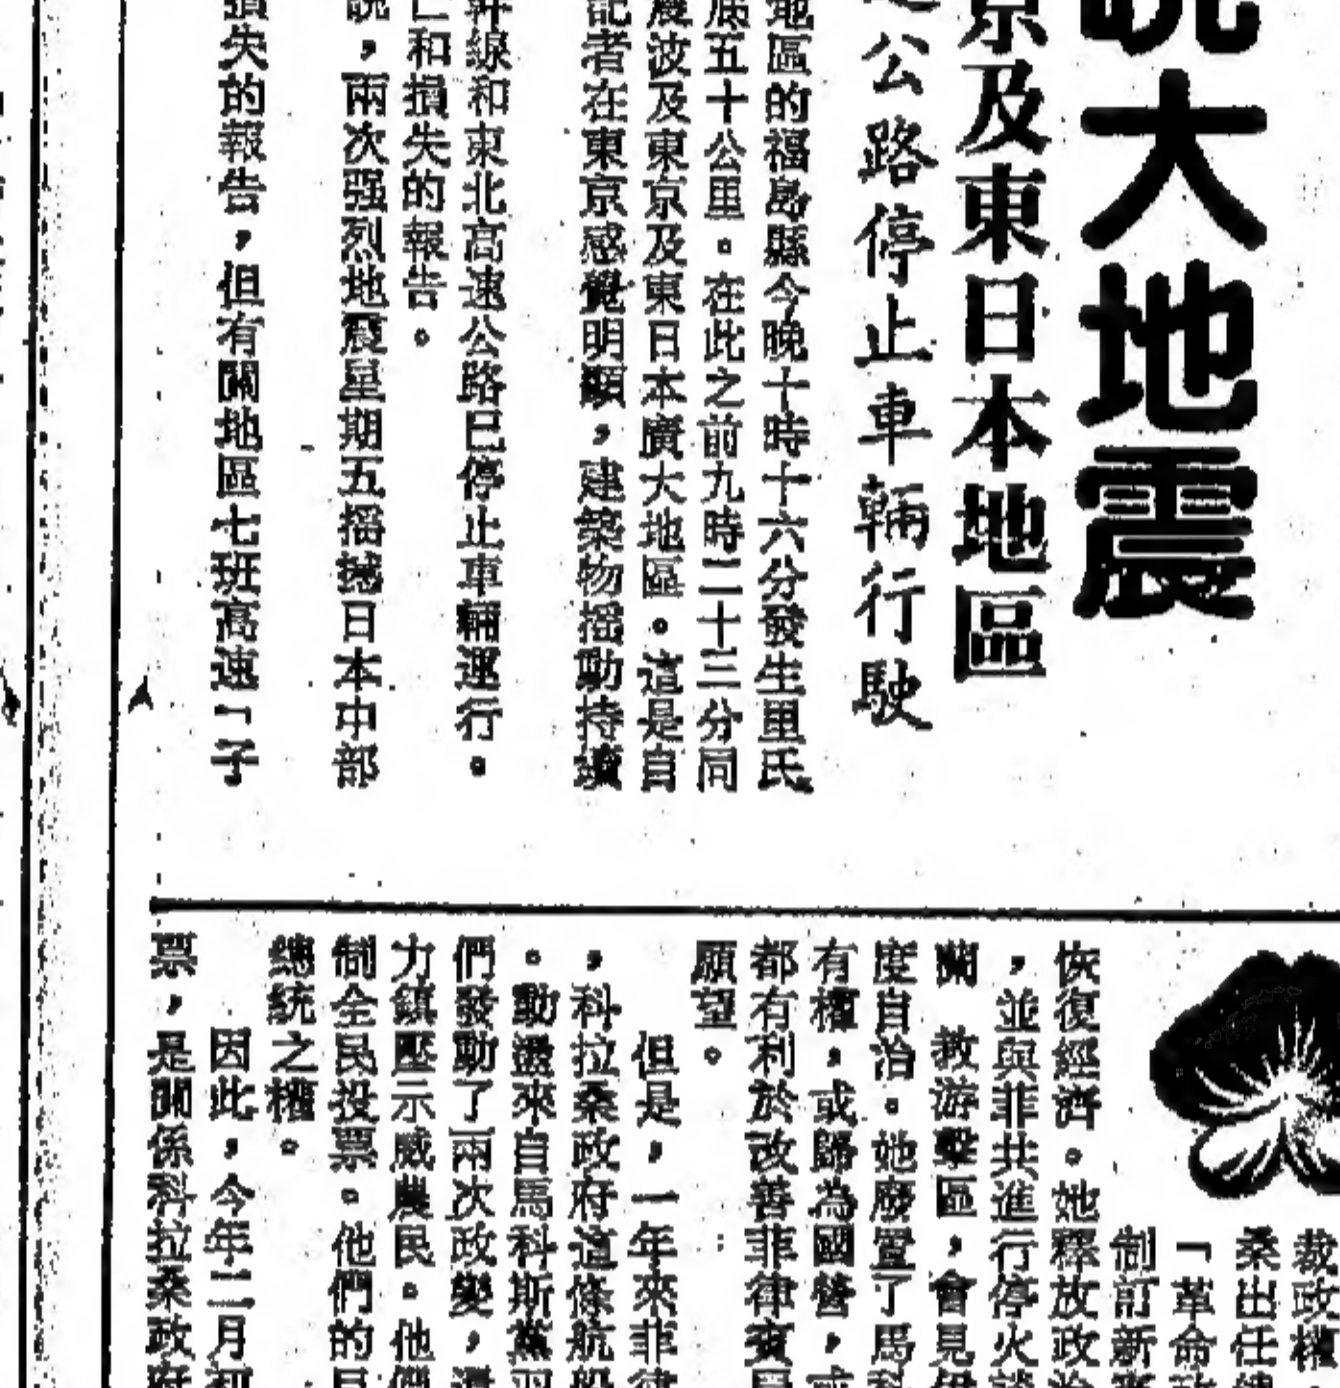 大地震
京及東日本地區
公路停止車輛行駛
地區的福島縣今晚十時十六分發生里氏
底五十公里。在此之前九時二十三分同
震波及東京及東日本廣大地區。這是自
記者在東京感覺明顯，建築物摇動持續
幹線和東北高速公路已停止車輛運行。
亡和損失的報告。
説，兩次强烈地震星期五摇撼日本中部
損失的報告，但有關地區七班高速「子
裁政權，
桑出任總
「革命政
制訂新憲
恢復經濟。她釋放政治
，並與菲共進行停火談
蘭 教游擊區，會見伊
度自治。她廢置了馬科
有權，或歸為國營，或
都有利於改善菲律賓民
願望。
但是，一年來菲律
，科拉桑政府這條航船
。動盪來自馬科斯黨羽
們發動了兩次政變，還
力鎮壓示威農民。他們
制全民投票。他們的目
總統之權。
因此，今年二月初
票，是關係科拉桑政府